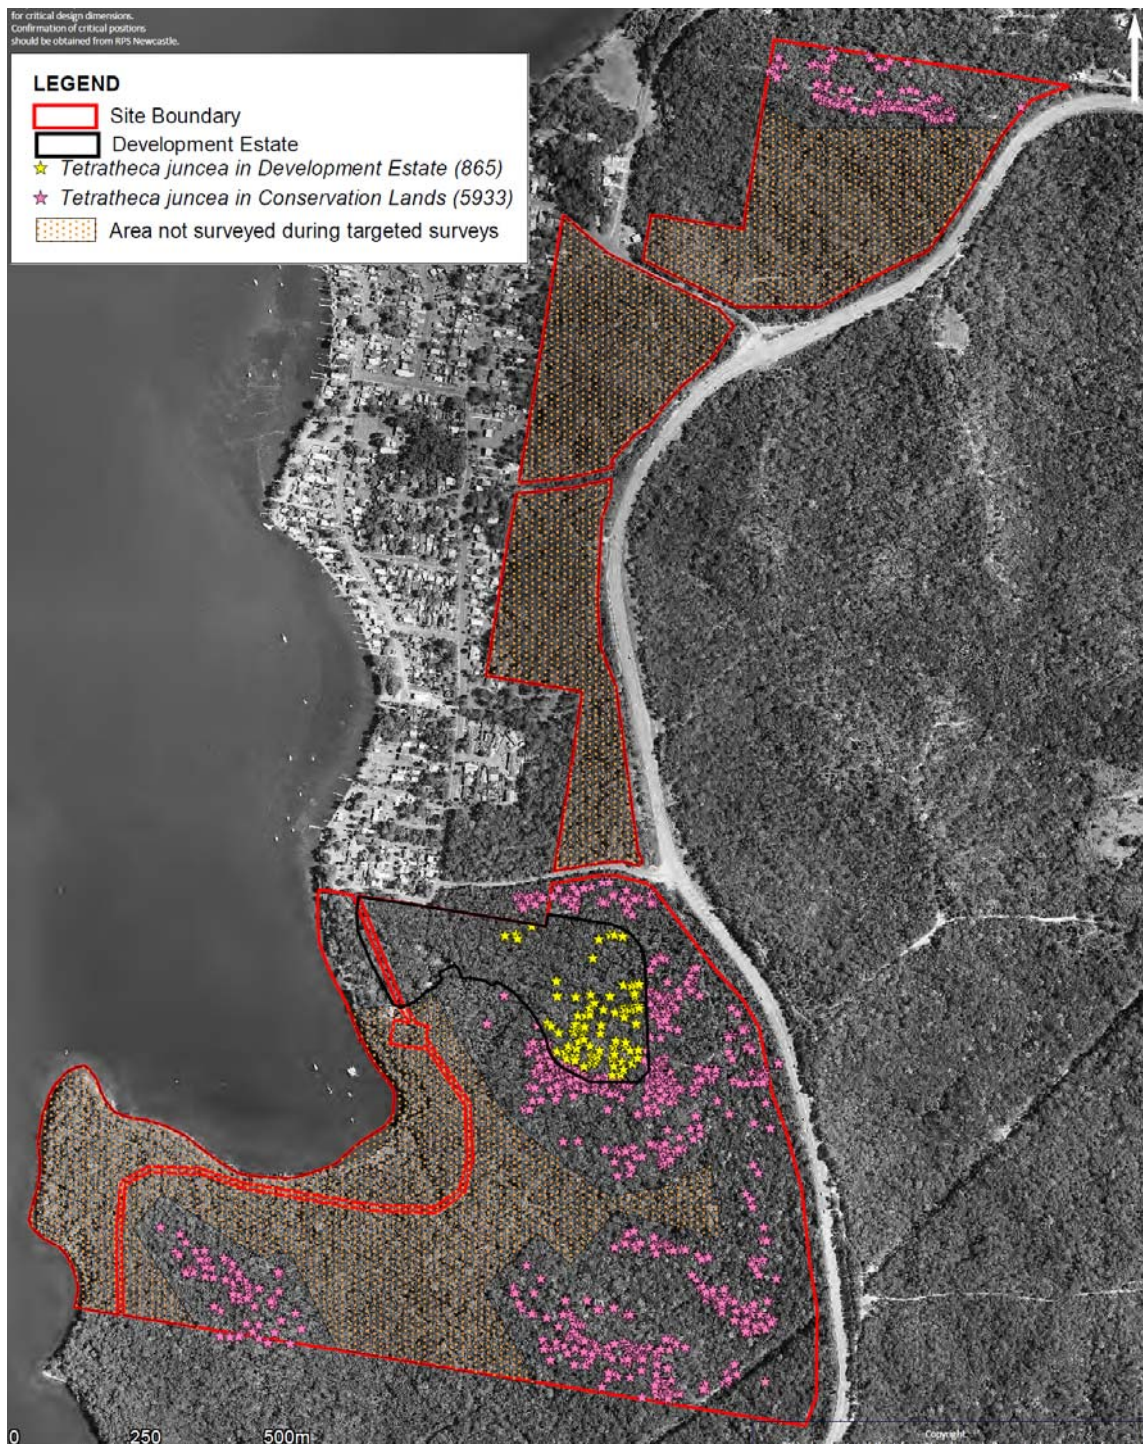 for critical design dimensions.
Confirmation of critical positions
should be obtained from RPS Newcastle.
LEGEND
Site Boundary
Development Estate
Tetratheca juncea in Development Estate (865)
Tetratheca juncea in Conservation Lands (5933)
Area not surveyed during targeted surveys
0 250 500m
Copyright